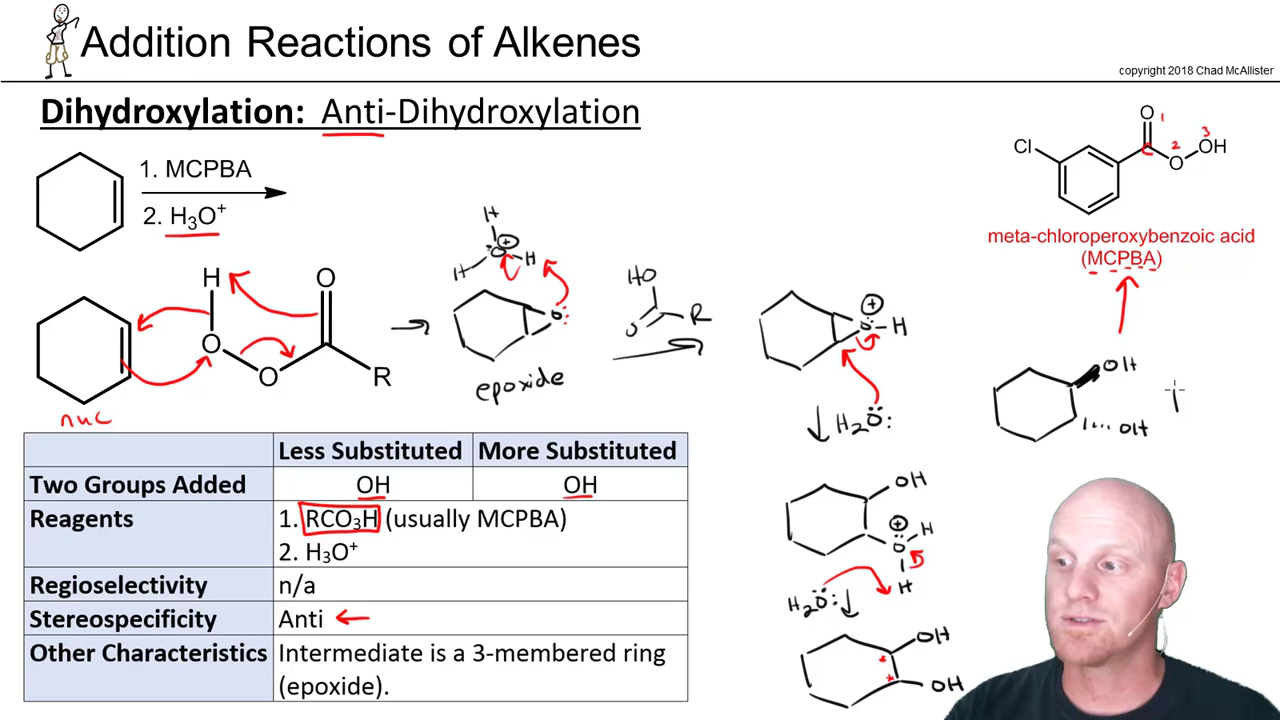 Addition Reactions of Alkenes
copyright 2018 Chad McAllister
Dihydroxylation: Anti-Dihydroxylation
1. MCPBA
2. H₃O⁺
Cl
O
1
2
O
3
OH
meta-chloroperoxybenzoic acid
(MCPBA)
H
O
O
O
R
nuc
H
H
O
+
H
O
epoxide
HO
O
R
+
O
H
H₂O:
OH
OH
OH
+
O
H
H
H₂O:
OH
OH
Less Substituted
More Substituted
Two Groups Added
OH
OH
Reagents
1. RCO₃H (usually MCPBA)
2. H₃O⁺
Regioselectivity
n/a
Stereospecificity
Anti
Other Characteristics
Intermediate is a 3-membered ring
(epoxide).